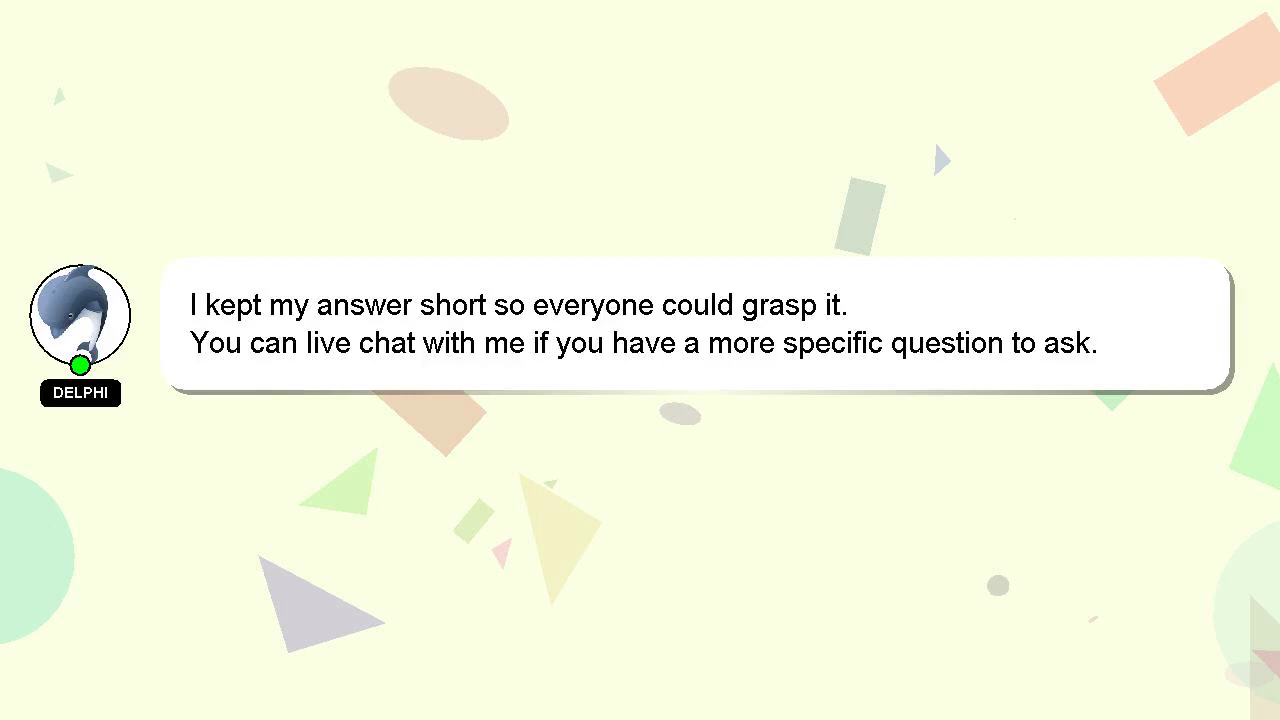 I kept my answer short so everyone could grasp it.
You can live chat with me if you have a more specific question to ask.
DELPHI